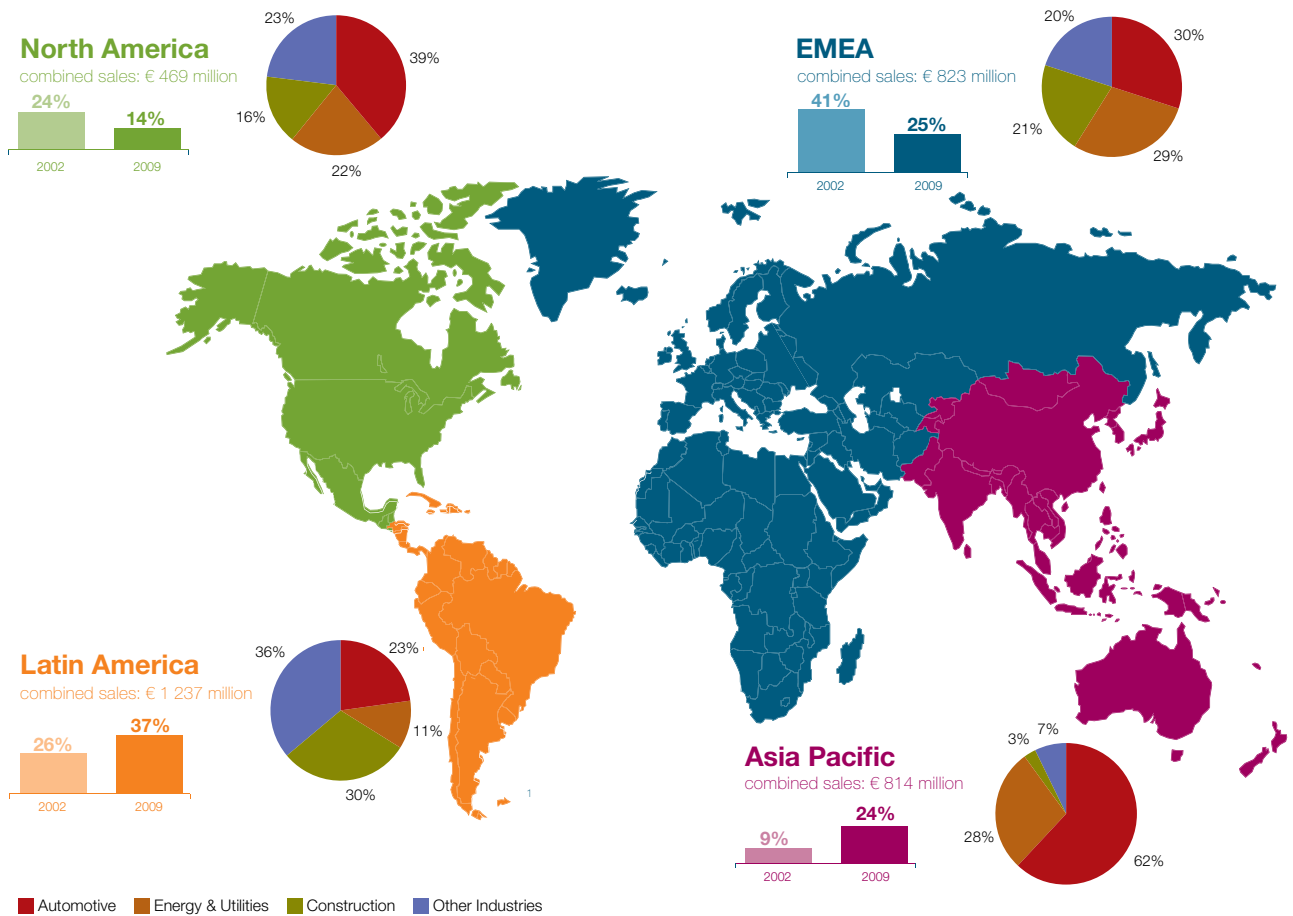 North America
combined sales: € 469 million
24%
14%
2002
2009
23%
39%
16%
22%
EMEA
combined sales: € 823 million
41%
25%
2002
2009
20%
30%
21%
29%
Latin America
combined sales: € 1 237 million
26%
37%
2002
2009
36%
23%
11%
30%
1
Asia Pacific
combined sales: € 814 million
9%
24%
2002
2009
3%
7%
28%
62%
Automotive
Energy & Utilities
Construction
Other Industries